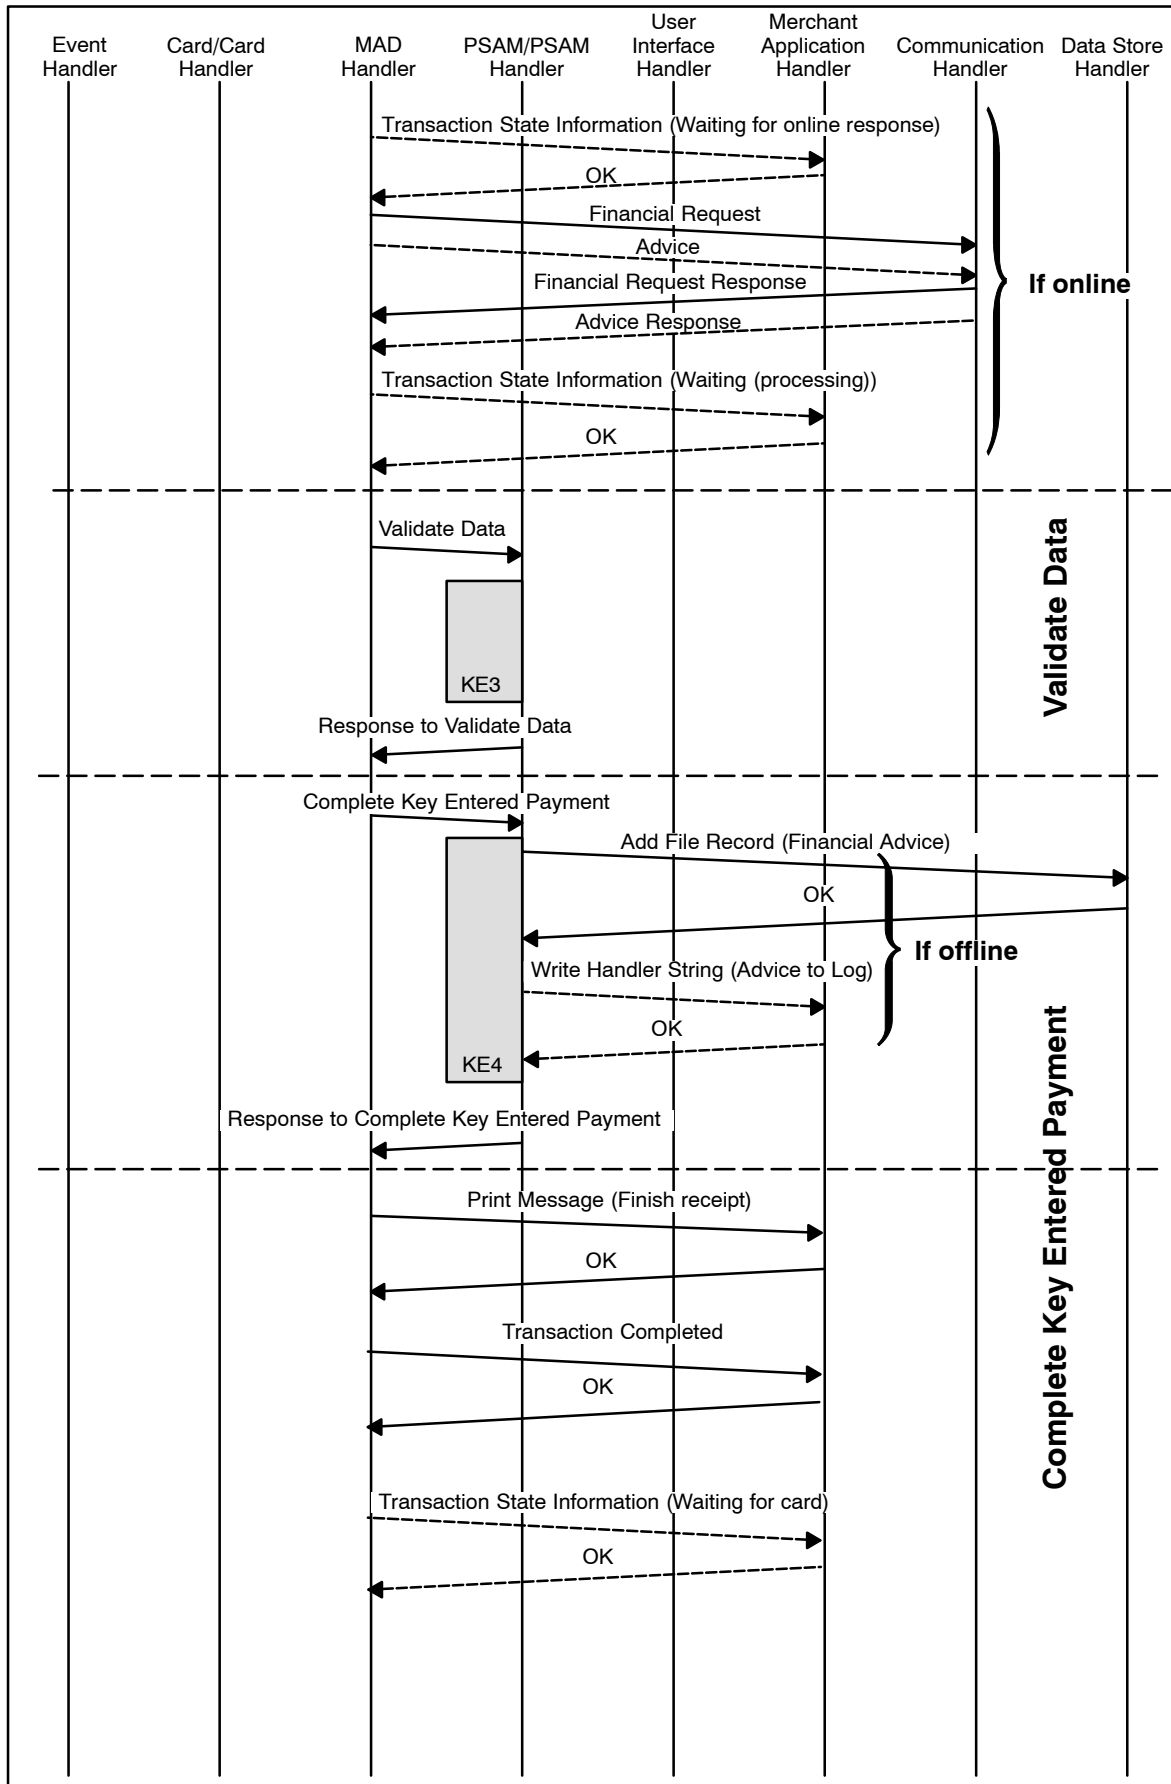 Event
Handler
Card/Card
Handler
MAD
Handler
PSAM/PSAM
Handler
User
Interface
Handler
Merchant
Application
Handler
Communication
Handler
Data Store
Handler
Transaction State Information (Waiting for online response)
OK
Financial Request
Advice
Financial Request Response
If online
Advice Response
Transaction State Information (Waiting (processing))
OK
Validate Data
Validate Data
KE3
Response to Validate Data
Complete Key Entered Payment
Add File Record (Financial Advice)
OK
If offline
Write Handler String (Advice to Log)
OK
KE4
Response to Complete Key Entered Payment
Complete Key Entered Payment
Print Message (Finish receipt)
OK
Transaction Completed
OK
Transaction State Information (Waiting for card)
OK